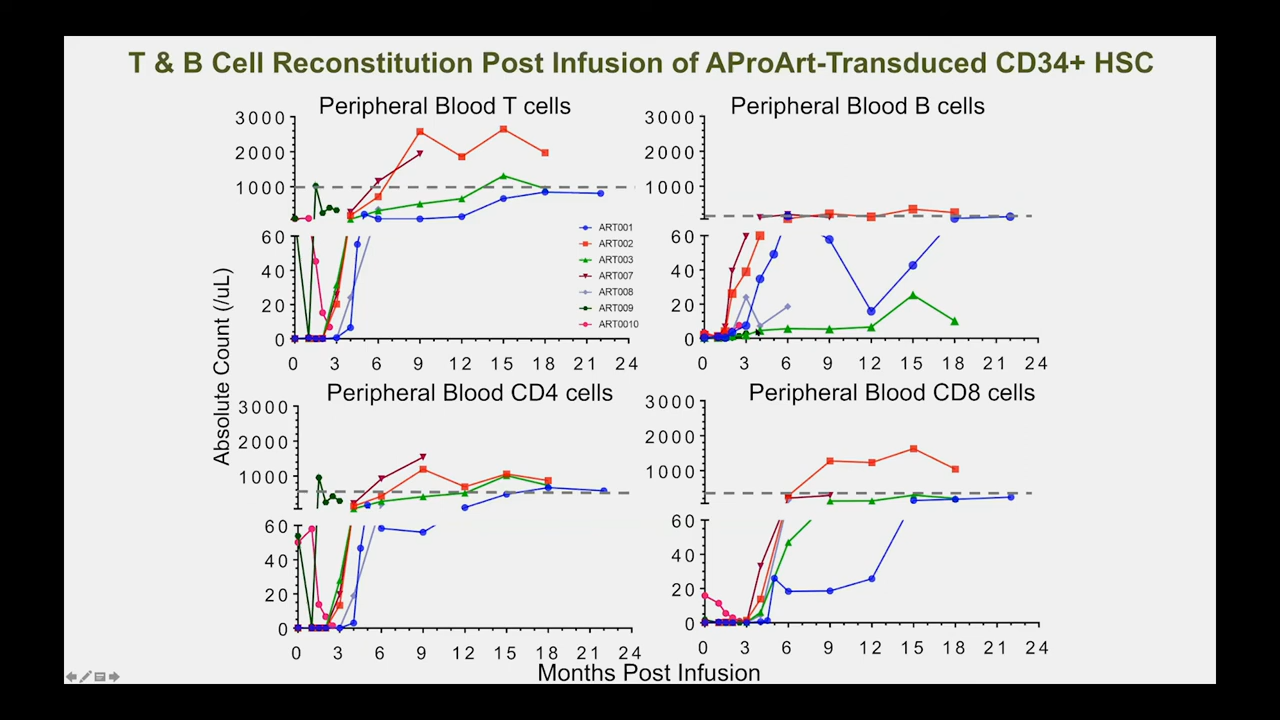 T & B Cell Reconstitution Post Infusion of AProArt-Transduced CD34+ HSC
Peripheral Blood T cells
3000
2000
1000
60
40
20
0
0 3 6 9 12 15 18 21 24
ART001
ART002
ART003
ART007
ART008
ART009
ART0010
Peripheral Blood B cells
3000
2000
1000
60
40
20
0
0 3 6 9 12 15 18 21 24
Absolute Count (/uL)
Peripheral Blood CD4 cells
3000
2000
1000
60
40
20
0
0 3 6 9 12 15 18 21 24
Peripheral Blood CD8 cells
3000
2000
1000
60
40
20
0
0 3 6 9 12 15 18 21 24
Months Post Infusion